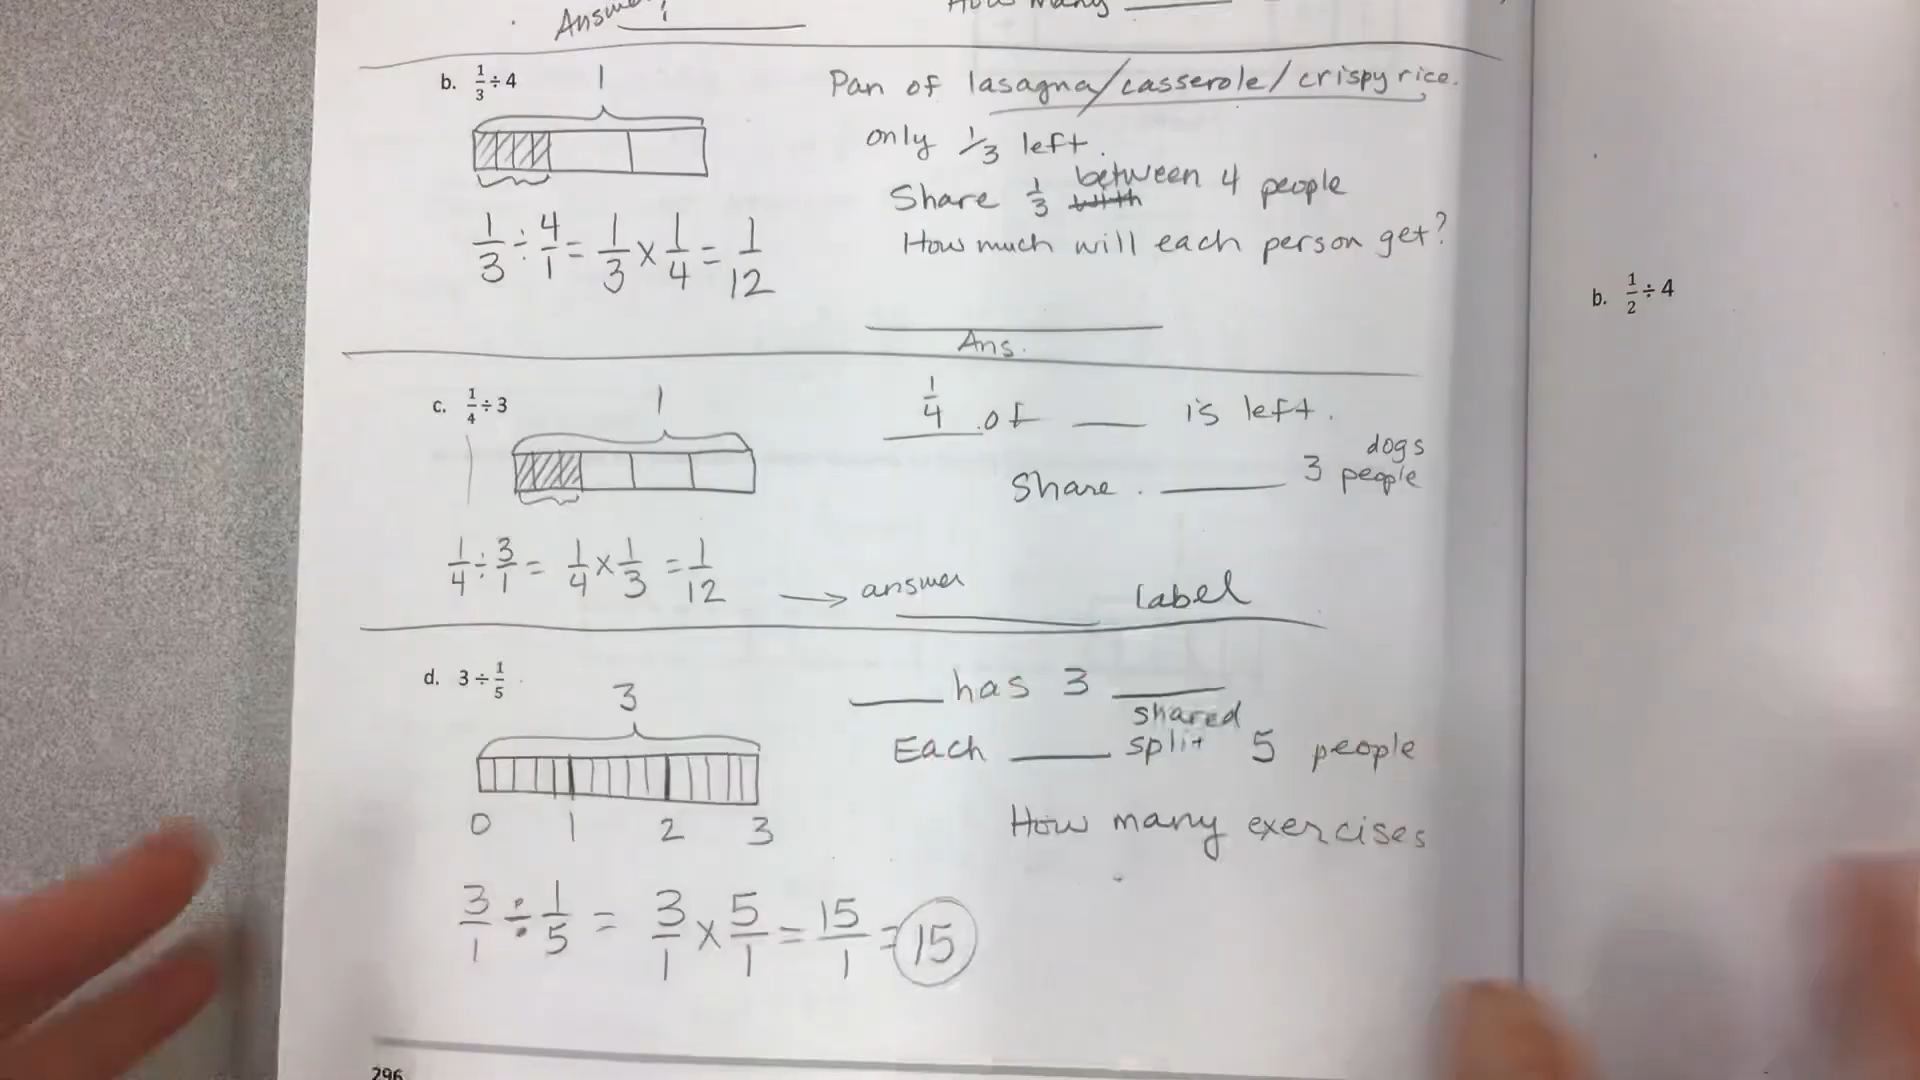 Answer
How many
b. 1/3 ÷ 4
1
Pan of lasagna/casserole/crispy rice.
only 1/3 left.
between 4 people
Share 1/3 with
How much will each person get?
1/3 ÷ 4/1 = 1/3 × 1/4 = 1/12
Ans.
c. 1/4 ÷ 3
1
1/4 of ___ is left.
dogs
Share. ___ 3 people
1/4 ÷ 3/1 = 1/4 × 1/3 = 1/12
→ answer ___ Label
d. 3 ÷ 1/5
3
___ has 3 ___
shared
Each ___ split 5 people
0 1 2 3
How many exercises
3/1 ÷ 1/5 = 3/1 × 5/1 = 15/1 = 15
296
b. 1/2 ÷ 4